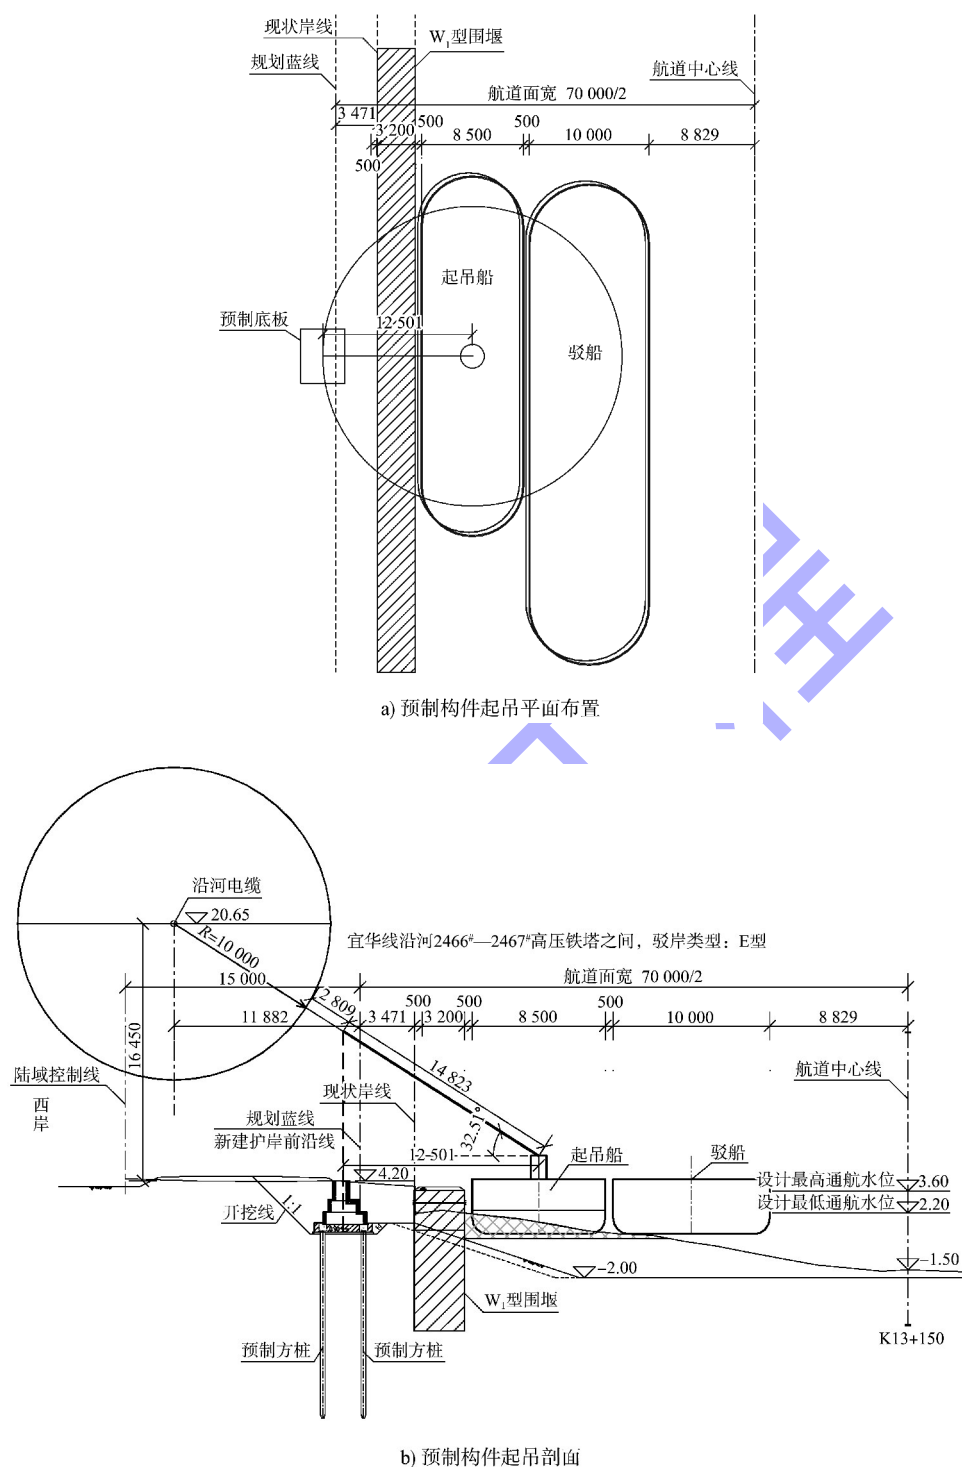 现状岸线
W1型围堰
规划蓝线
航道中心线
航道面宽 70 000/2
3 471
3 200
500
8 500
500
10 000
8 829
500
起吊船
12 501
预制底板
驳船
a) 预制构件起吊平面布置
沿河电缆
20.65
宜华线沿河2466#—2467#高压铁塔之间，驳岸类型：E型
R=10 000
15 000
航道面宽 70 000/2
2 809
500
500
500
11 882
3 471
3 200
8 500
10 000
8 829
16 450
14 823
陆域控制线
西岸
现状岸线
航道中心线
规划蓝线
新建护岸前沿线
32.51°
12 501
起吊船
驳船
4.20
设计最高通航水位
3.60
设计最低通航水位
2.20
开挖线
1:1
-2.00
-1.50
W1型围堰
K13+150
预制方桩
预制方桩
b) 预制构件起吊剖面